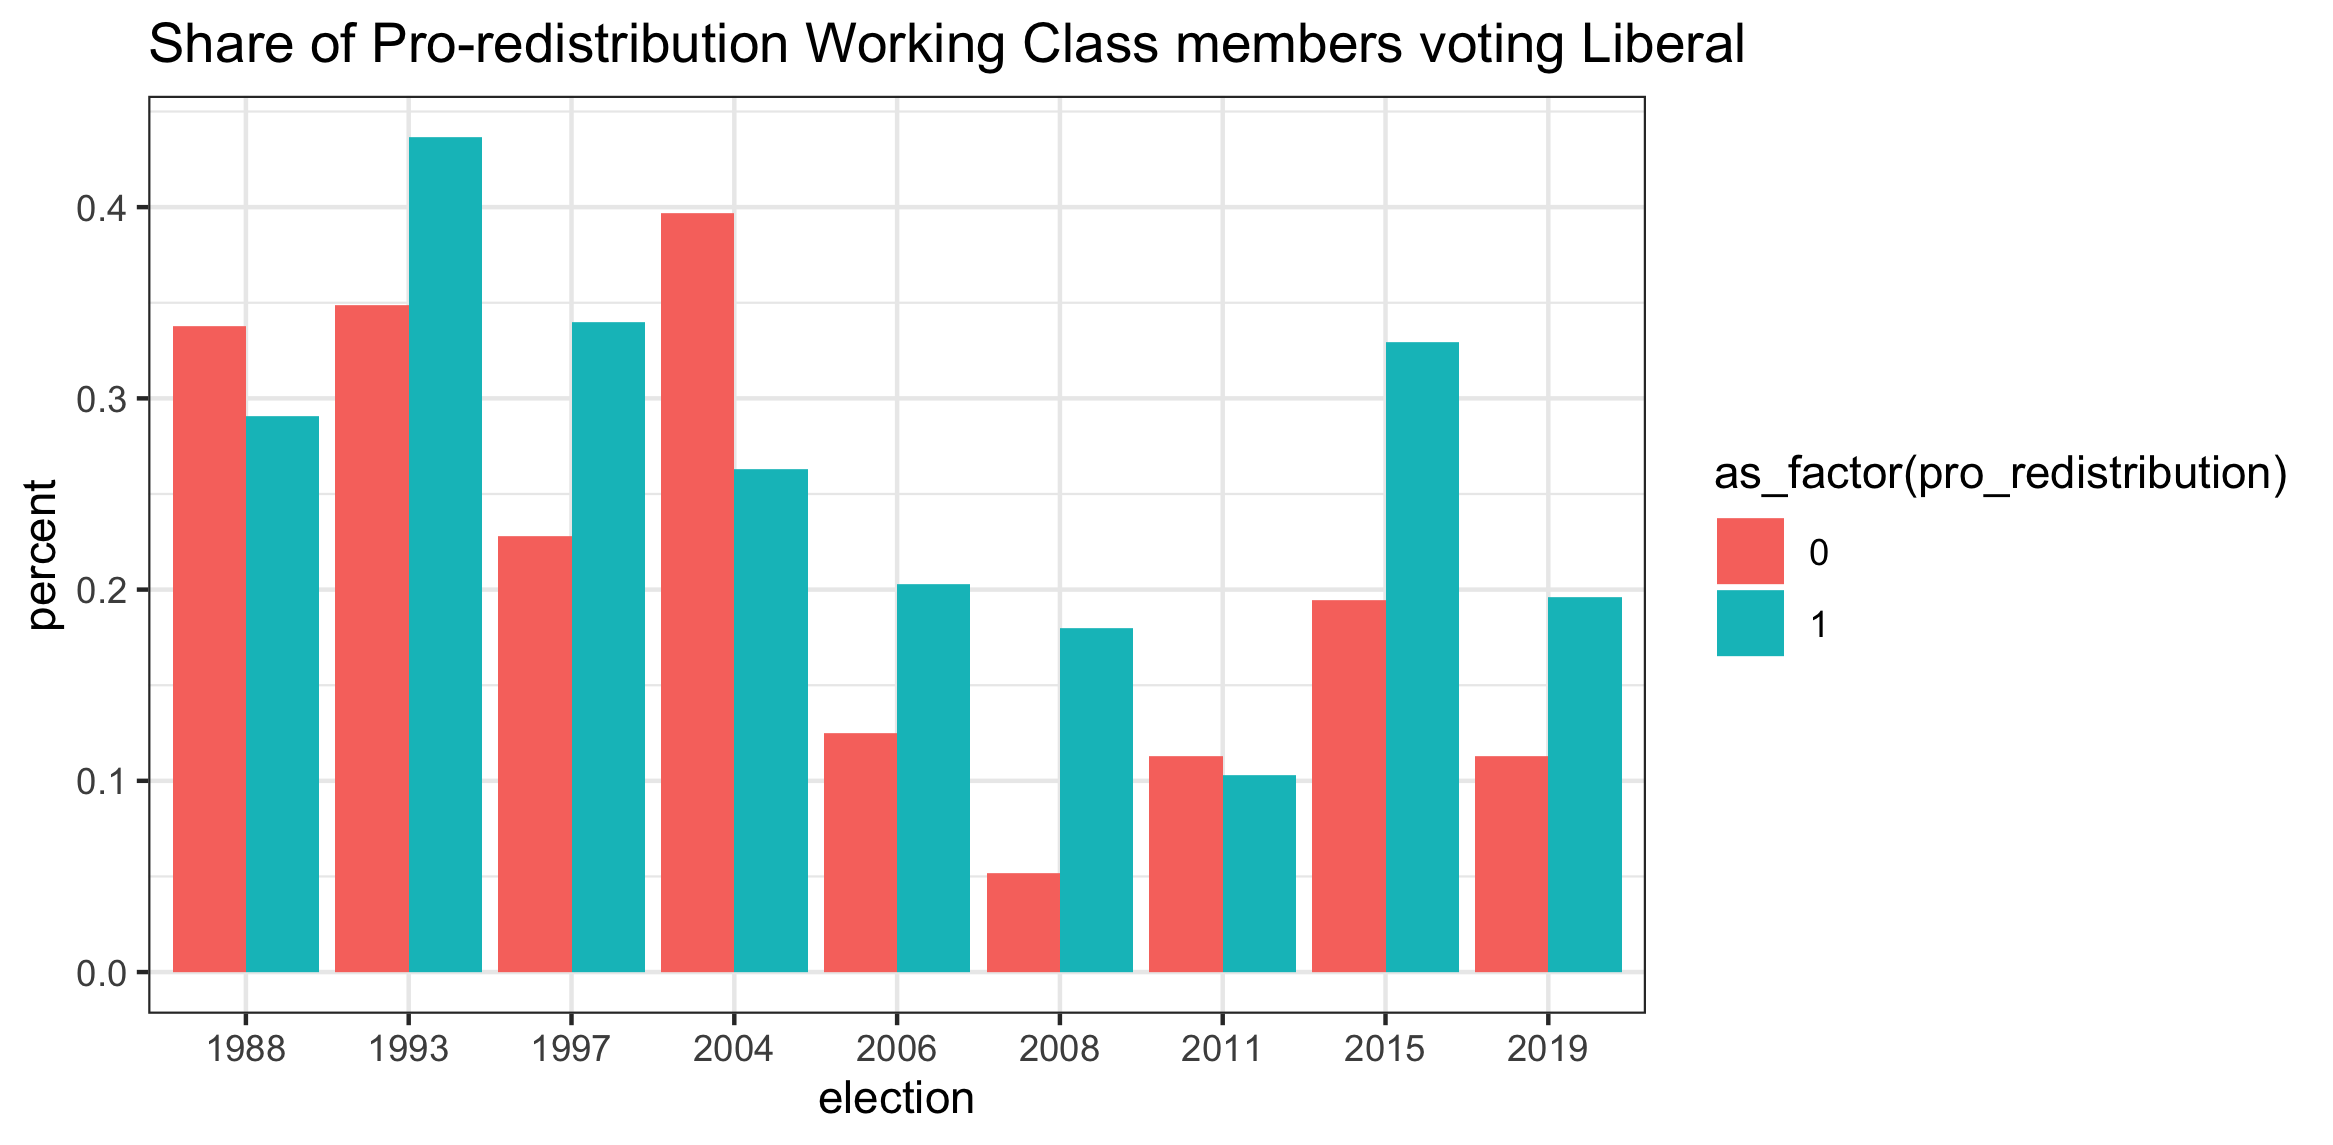 Share of Pro-redistribution Working Class members voting Liberal
percent
0.4
0.3
0.2
0.1
0.0
1988 1993 1997 2004 2006 2008 2011 2015 2019
election
as_factor(pro_redistribution)
0
1